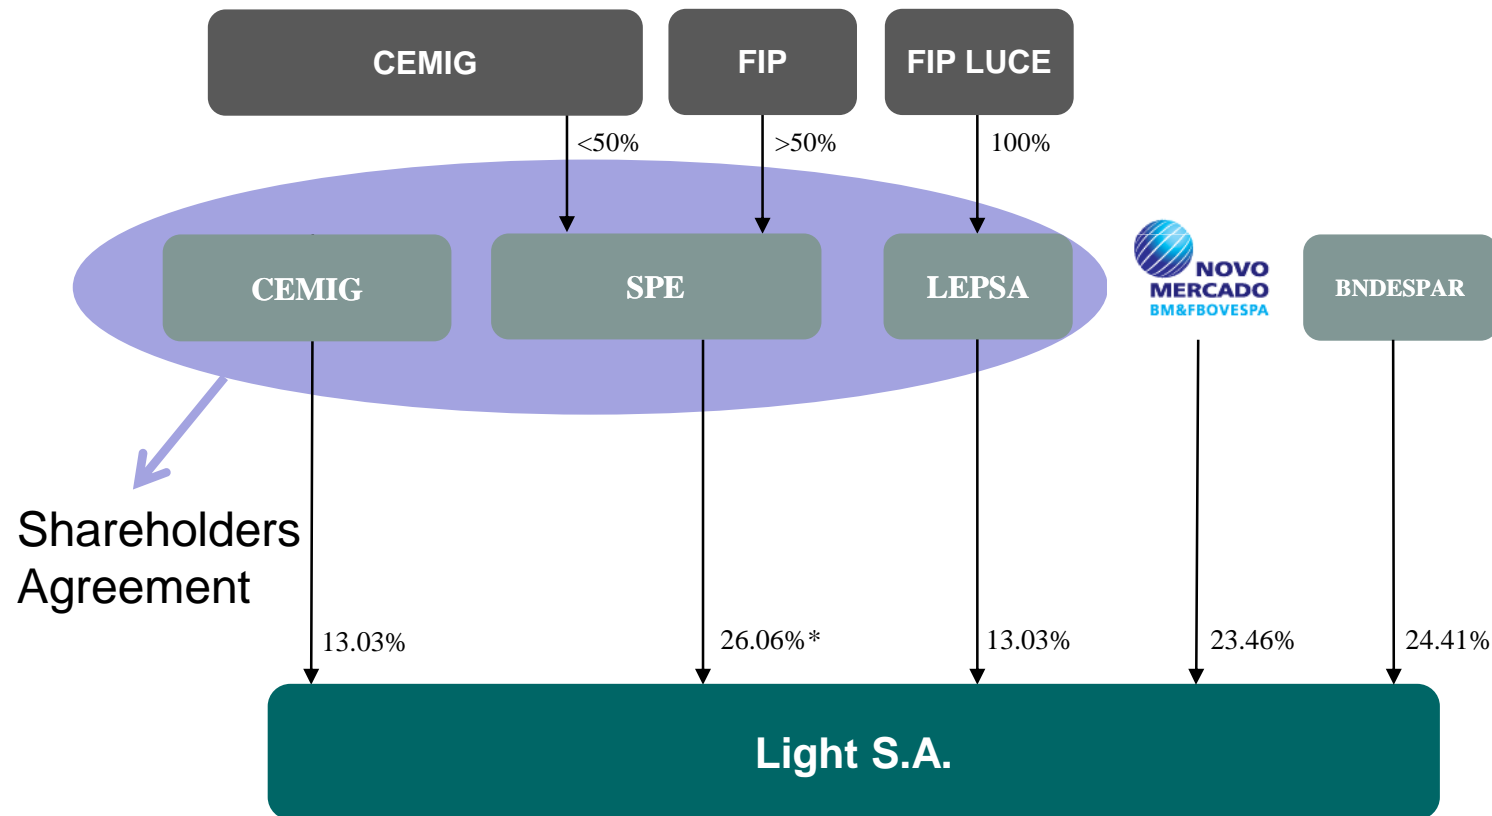 CEMIG
FIP
FIP LUCE
<50%
>50%
100%
CEMIG
SPE
LEPSA
NOVO
MERCADO
BM&FBOVESPA
BNDESPAR
Shareholders
Agreement
13.03%
26.06%*
13.03%
23.46%
24.41%
Light S.A.